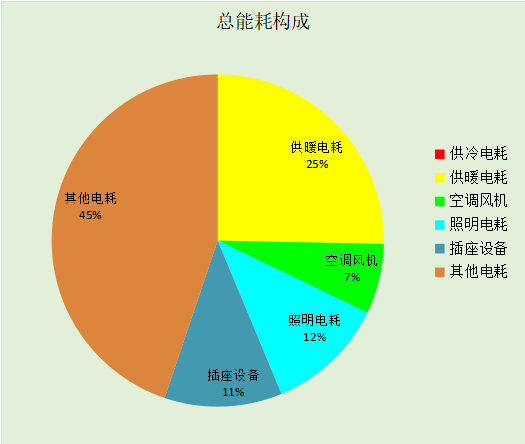 总能耗构成
供暖电耗
25%
其他电耗
45%
空调风机
7%
照明电耗
12%
插座设备
11%
供冷电耗
供暖电耗
空调风机
照明电耗
插座设备
其他电耗